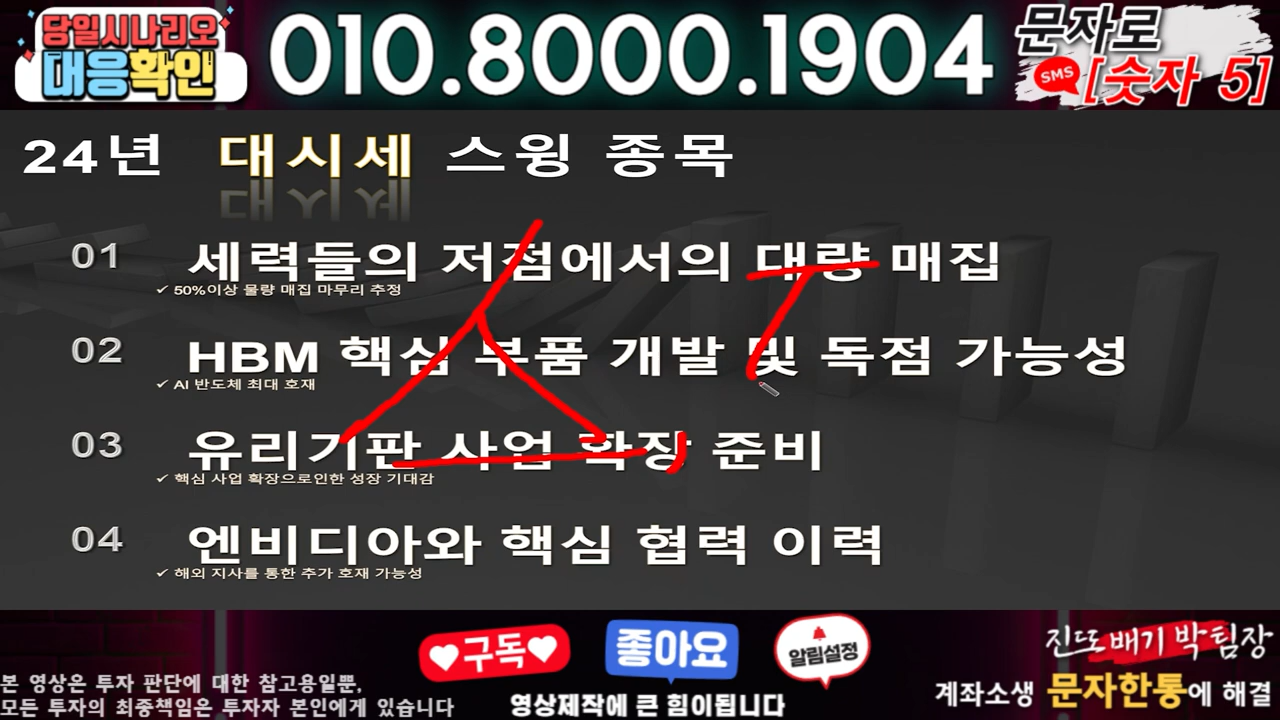 당일시나리오
대응확인
010.8000.1904
문자로
SMS [숫자 5]
24년 대시세 스윙 종목
01 세력들의 저점에서의 대량 매집
✓ 50%이상 물량 매집 마무리 추정
02 HBM 핵심 부품 개발 및 독점 가능성
✓ AI 반도체 최대 호재
03 유리기판 사업 확장 준비
✓ 핵심 사업 확장으로인한 성장 기대감
04 엔비디아와 핵심 협력 이력
✓ 해외 지사를 통한 추가 호재 가능성
구독
좋아요
알림설정
영상제작에 큰 힘이됩니다
본 영상은 투자 판단에 대한 참고용일뿐,
모든 투자의 최종책임은 투자자 본인에게 있습니다
진또배기 박팀장
계좌소생 문자한통에 해결